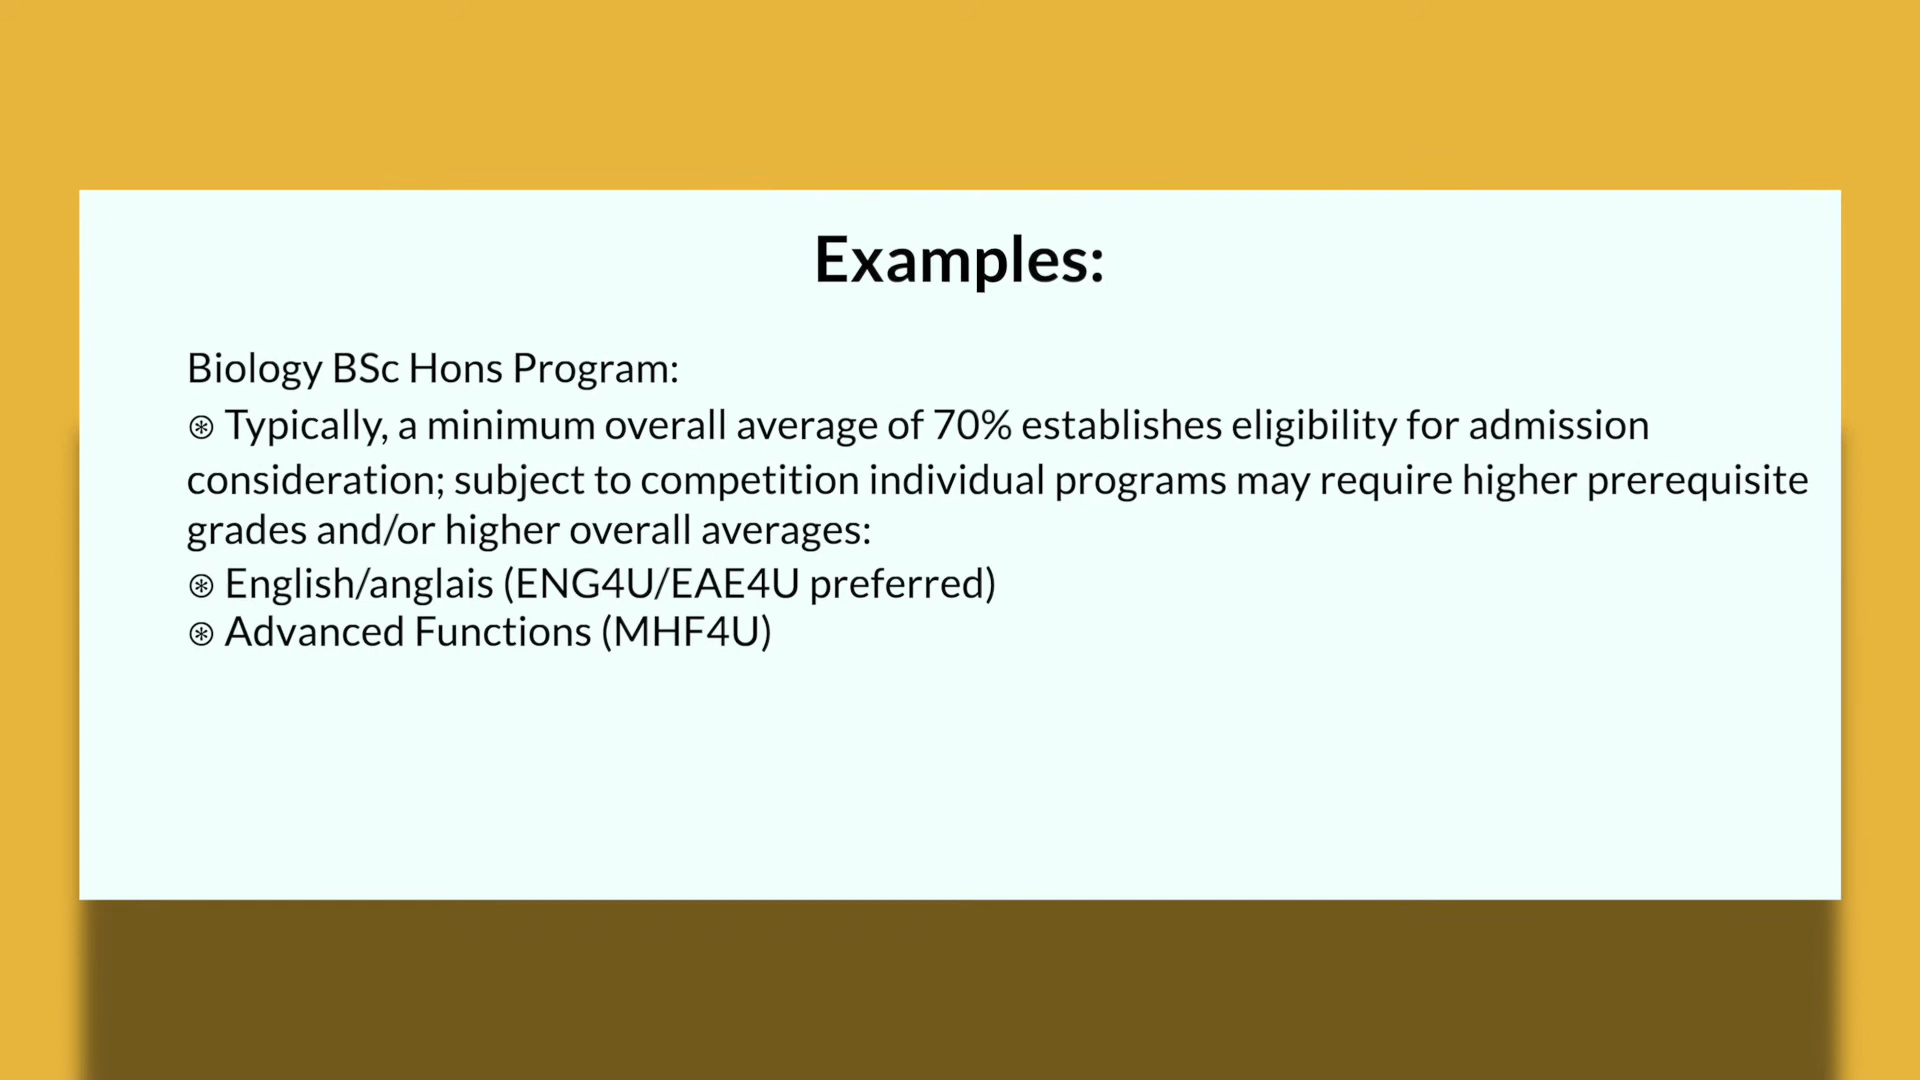 Examples:
Biology BSc Hons Program:
⊛ Typically, a minimum overall average of 70% establishes eligibility for admission
consideration; subject to competition individual programs may require higher prerequisite
grades and/or higher overall averages:
⊛ English/anglais (ENG4U/EAE4U preferred)
⊛ Advanced Functions (MHF4U)